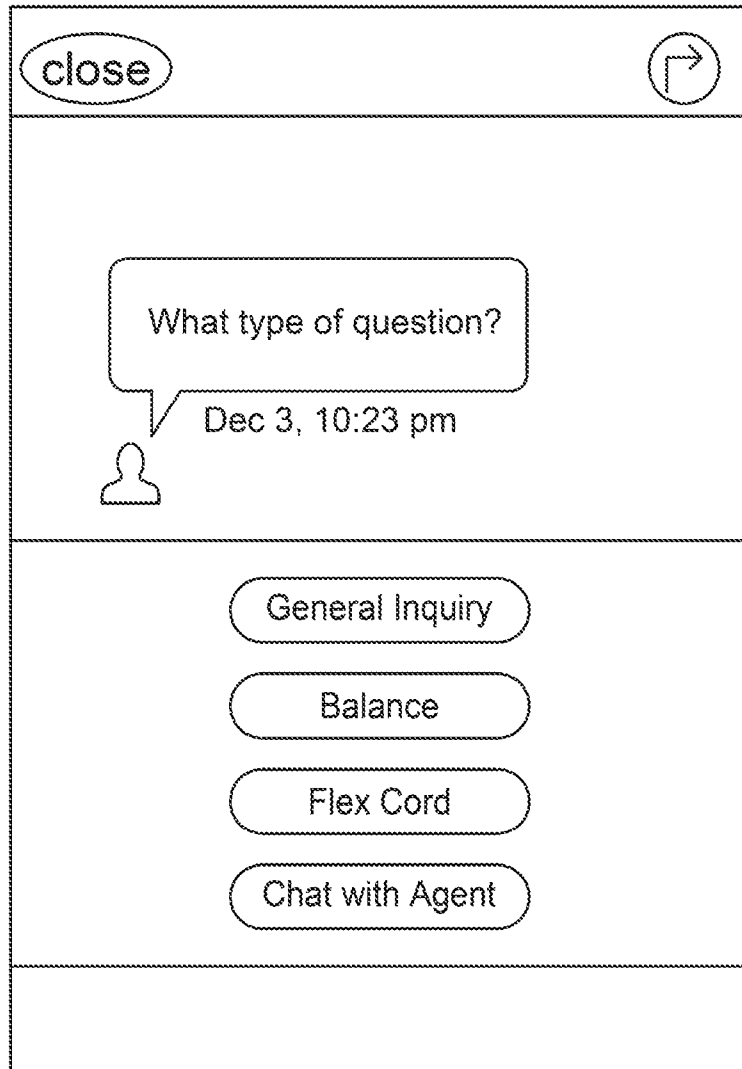 close
What type of question?
Dec 3, 10:23 pm
General Inquiry
Balance
Flex Cord
Chat with Agent